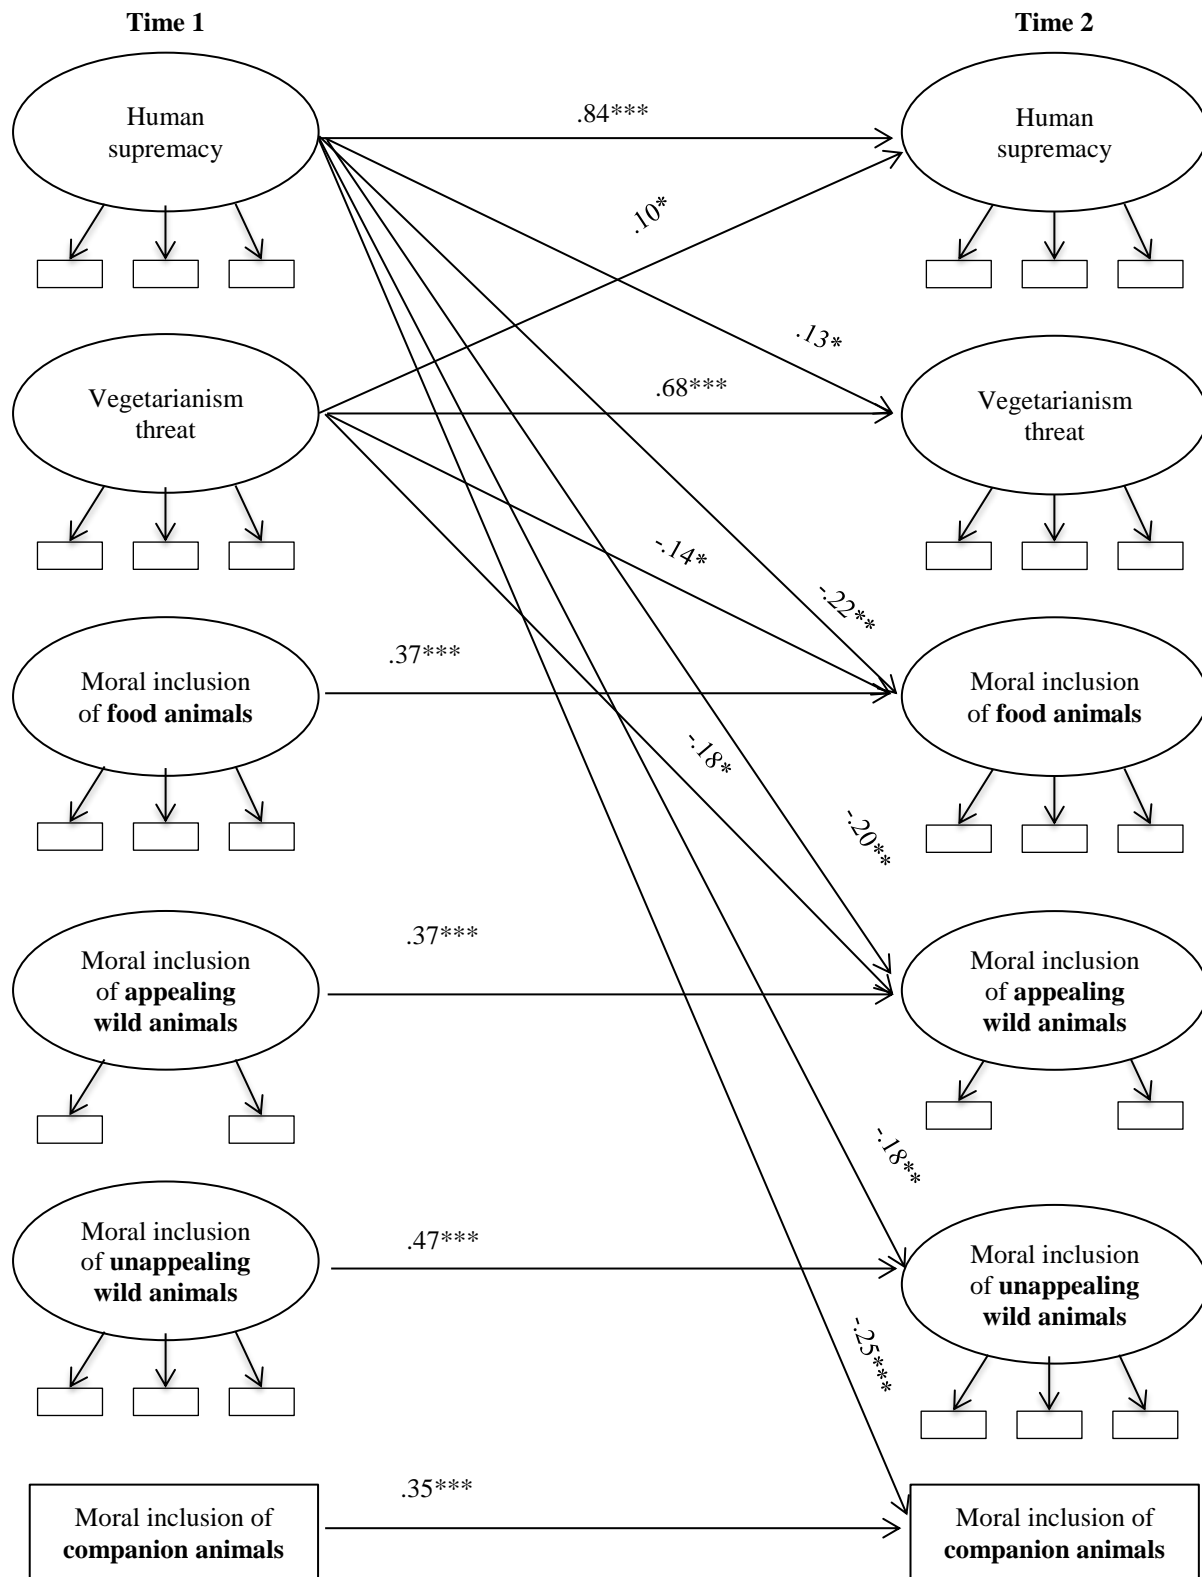 Time 1
Time 2
Human
supremacy
.84***
Human
supremacy
.10*
.13*
Vegetarianism
threat
.68***
Vegetarianism
threat
-.14*
-.22**
Moral inclusion
of food animals
.37***
Moral inclusion
of food animals
-.18*
-.20**
Moral inclusion
of appealing
wild animals
.37***
Moral inclusion
of appealing
wild animals
-.18**
Moral inclusion
of unappealing
wild animals
.47***
Moral inclusion
of unappealing
wild animals
-.25***
Moral inclusion of
companion animals
.35***
Moral inclusion of
companion animals